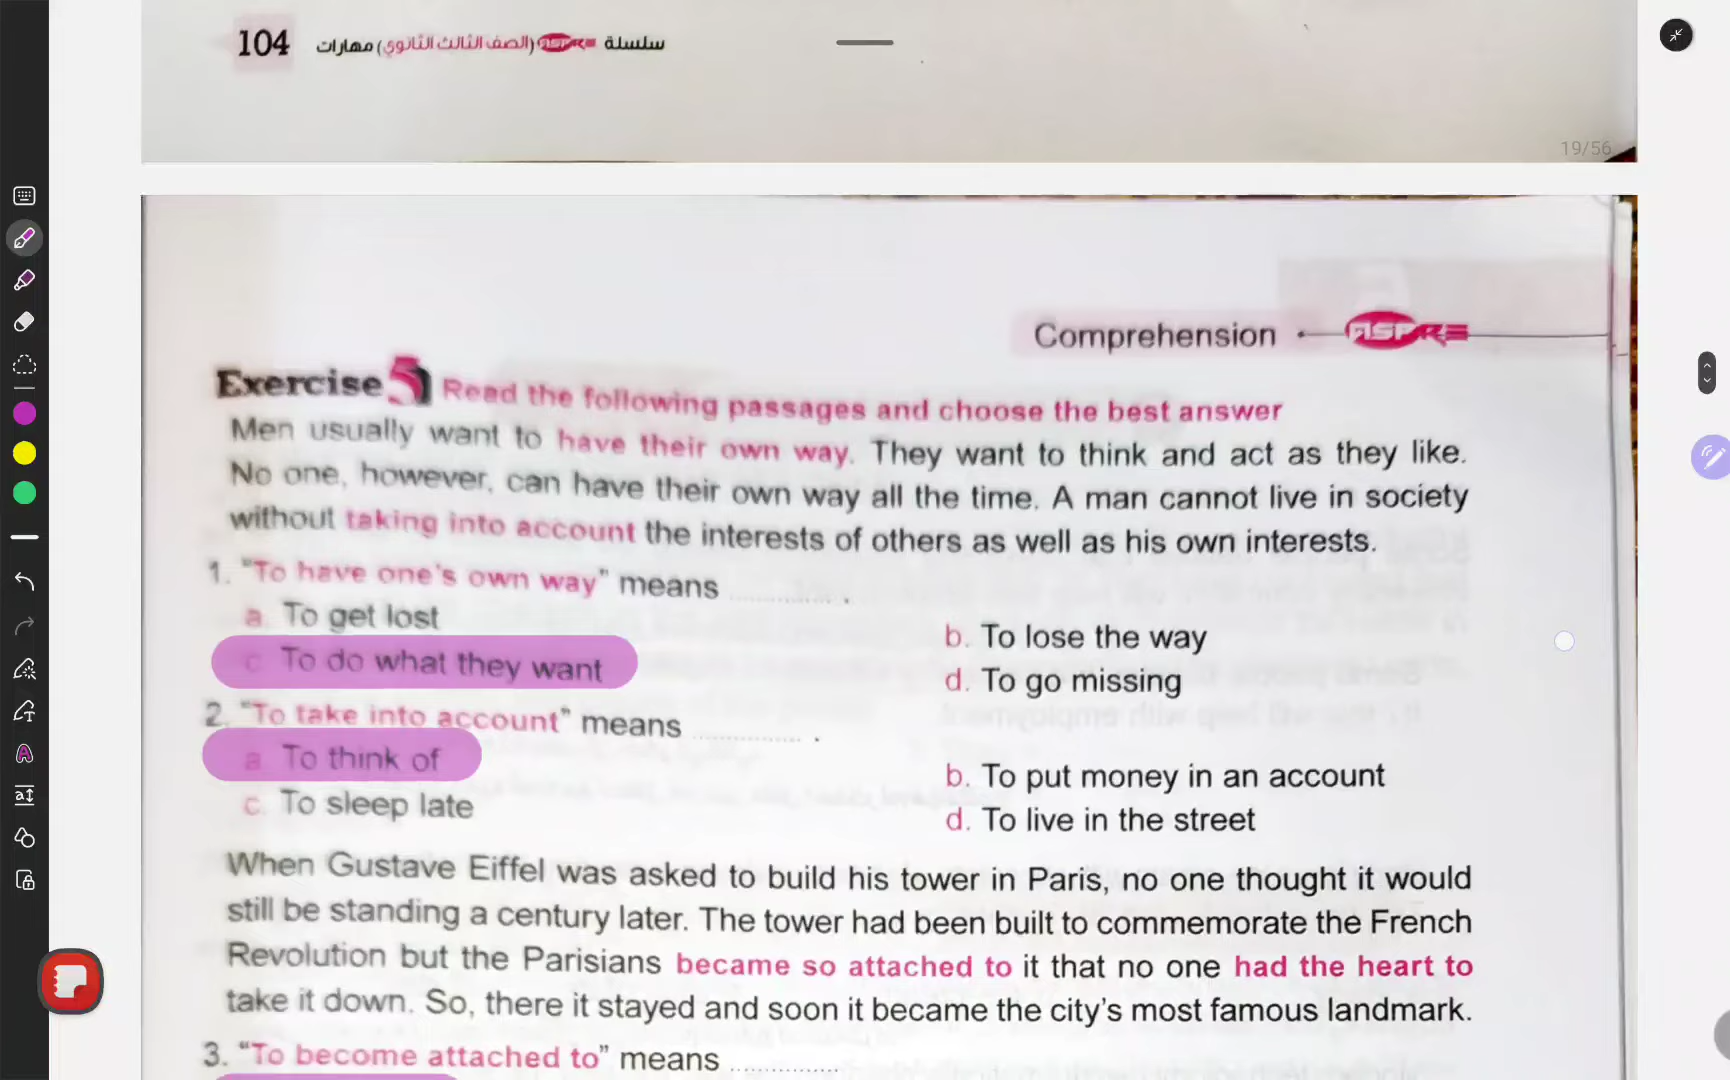 104 سلسلة ASPIRE (الصف الثالث الثانوي) مهارات
19/56
Comprehension ASPIRE
Exercise 5 Read the following passages and choose the best answer
Men usually want to have their own way. They want to think and act as they like.
No one, however, can have their own way all the time. A man cannot live in society
without taking into account the interests of others as well as his own interests.
1. "To have one's own way" means ............ .
a. To get lost
b. To lose the way
c. To do what they want
d. To go missing
2. "To take into account" means ............ .
a. To think of
b. To put money in an account
c. To sleep late
d. To live in the street
When Gustave Eiffel was asked to build his tower in Paris, no one thought it would
still be standing a century later. The tower had been built to commemorate the French
Revolution but the Parisians became so attached to it that no one had the heart to
take it down. So, there it stayed and soon it became the city's most famous landmark.
3. "To become attached to" means ............